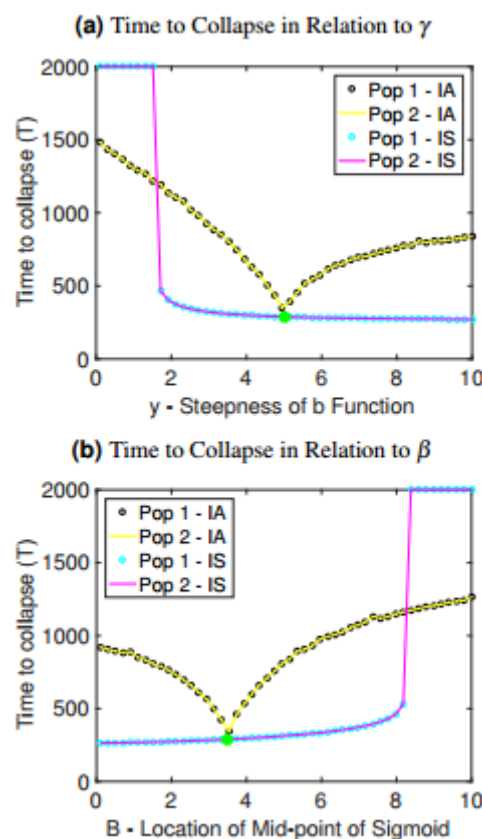 (a) Time to Collapse in Relation to γ
2000
1500
1000
500
0
Time to collapse (T)
Pop 1 - IA
Pop 2 - IA
Pop 1 - IS
Pop 2 - IS
0 2 4 6 8 10
y - Steepness of b Function
(b) Time to Collapse in Relation to β
2000
1500
1000
500
0
Time to collapse (T)
Pop 1 - IA
Pop 2 - IA
Pop 1 - IS
Pop 2 - IS
0 2 4 6 8 10
B - Location of Mid-point of Sigmoid